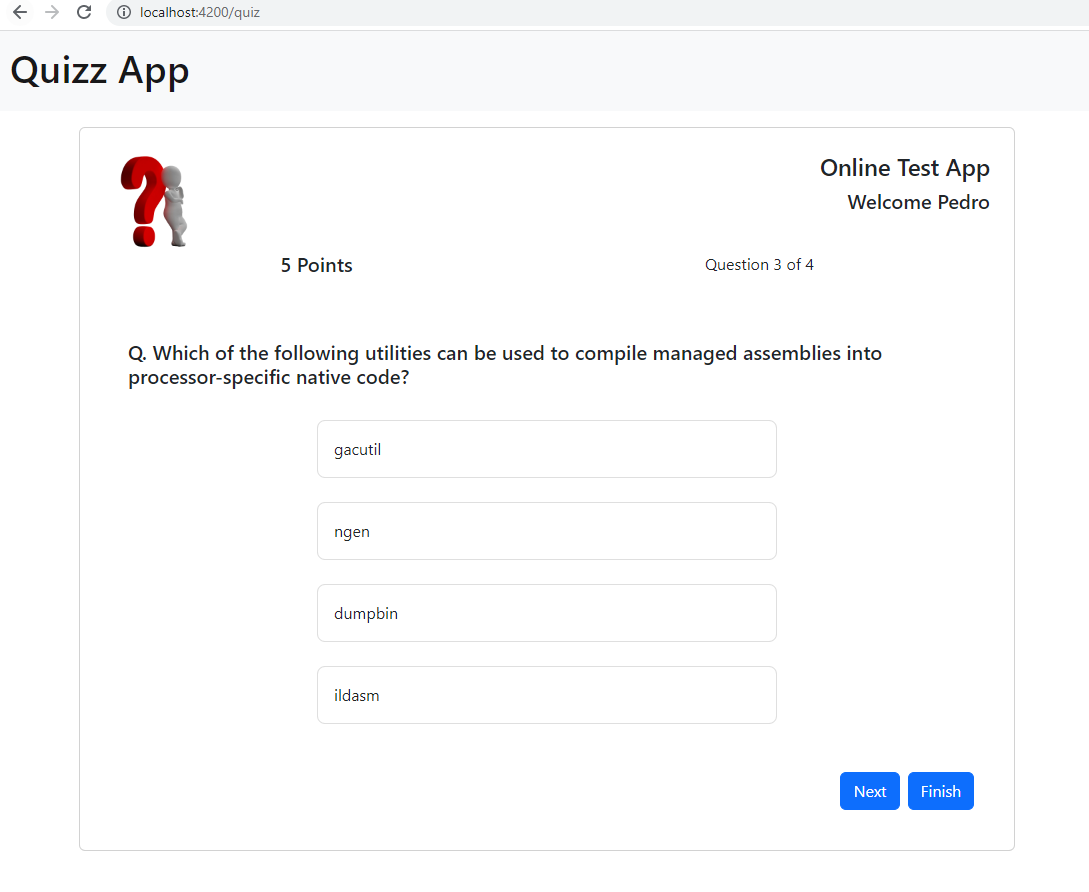 localhost:4200/quiz
Quizz App
Online Test App
Welcome Pedro
5 Points
Question 3 of 4
Q. Which of the following utilities can be used to compile managed assemblies into
processor-specific native code?
gacutil
ngen
dumpbin
ildasm
Next
Finish